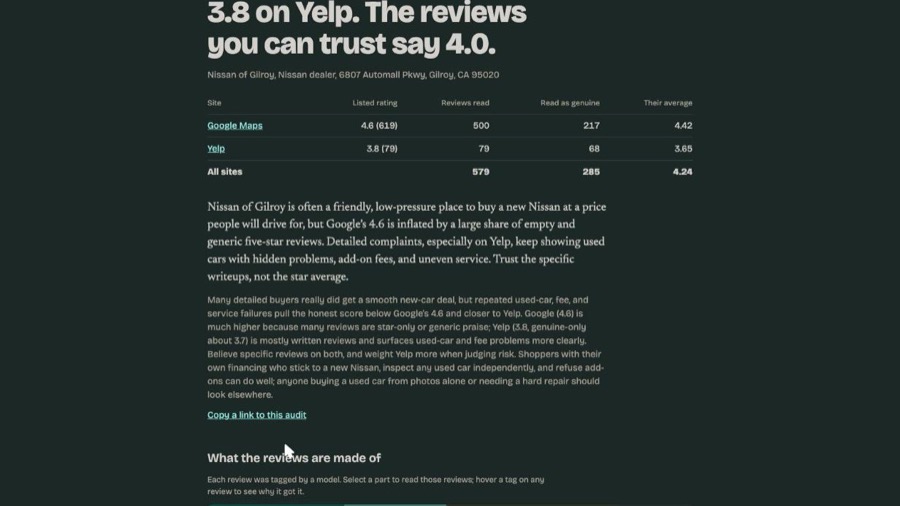 3.8 on Yelp. The reviews
you can trust say 4.0.
Nissan of Gilroy, Nissan dealer, 6807 Automall Pkwy, Gilroy, CA 95020
Site Listed rating Reviews read Read as genuine Their average
Google Maps 4.6 (619) 500 217 4.42
Yelp 3.8 (79) 79 68 3.65
All sites 579 285 4.24
Nissan of Gilroy is often a friendly, low-pressure place to buy a new Nissan at a price
people will drive for, but Google's 4.6 is inflated by a large share of empty and
generic five-star reviews. Detailed complaints, especially on Yelp, keep showing used
cars with hidden problems, add-on fees, and uneven service. Trust the specific
writeups, not the star average.
Many detailed buyers really did get a smooth new-car deal, but repeated used-car, fee, and
service failures pull the honest score below Google's 4.6 and closer to Yelp. Google (4.6) is
much higher because many reviews are star-only or generic praise; Yelp (3.8, genuine-only
about 3.7) is mostly written reviews and surfaces used-car and fee problems more clearly.
Believe specific reviews on both, and weight Yelp more when judging risk. Shoppers with their
own financing who stick to a new Nissan, inspect any used car independently, and refuse add-
ons can do well; anyone buying a used car from photos alone or needing a hard repair should
look elsewhere.
Copy a link to this audit
What the reviews are made of
Each review was tagged by a model. Select a part to read those reviews; hover a tag on any
review to see why it got it.